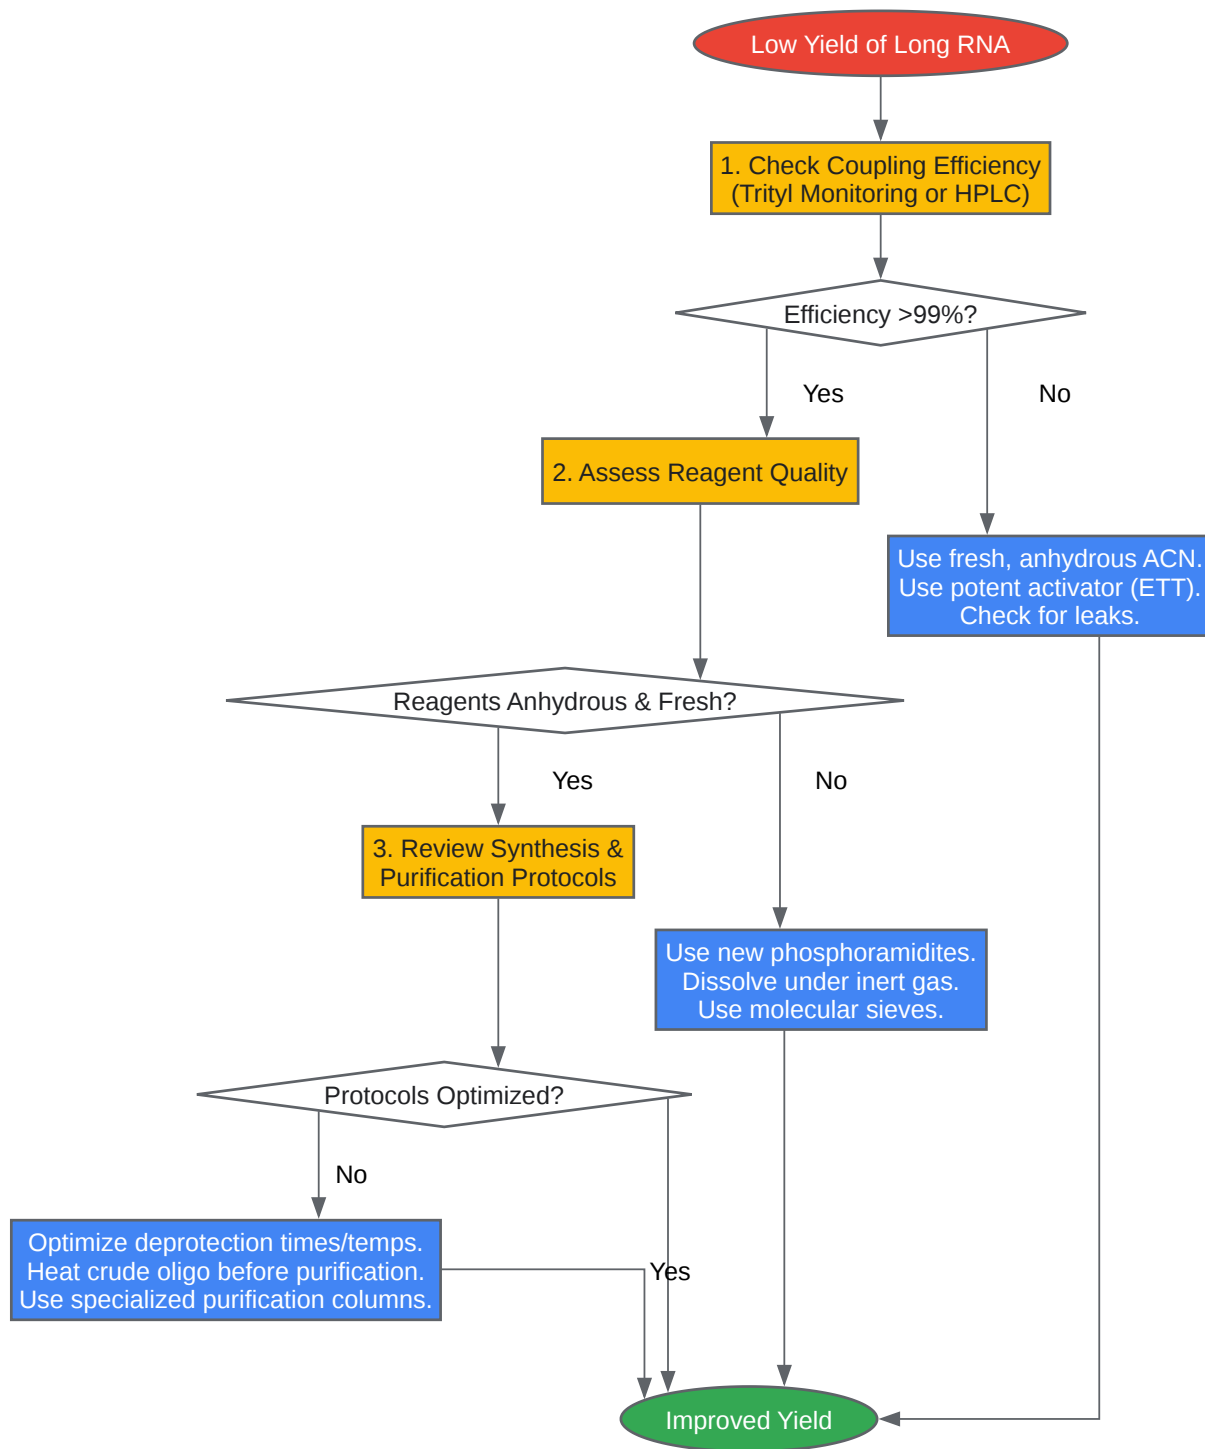 Low Yield of Long RNA
1. Check Coupling Efficiency
(Trityl Monitoring or HPLC)
Efficiency >99%?
Yes
No
2. Assess Reagent Quality
Use fresh, anhydrous ACN.
Use potent activator (ETT).
Check for leaks.
Reagents Anhydrous & Fresh?
Yes
No
3. Review Synthesis &
Purification Protocols
Use new phosphoramidites.
Dissolve under inert gas.
Use molecular sieves.
Protocols Optimized?
No
Optimize deprotection times/temps.
Heat crude oligo before purification.
Use specialized purification columns.
Yes
Improved Yield